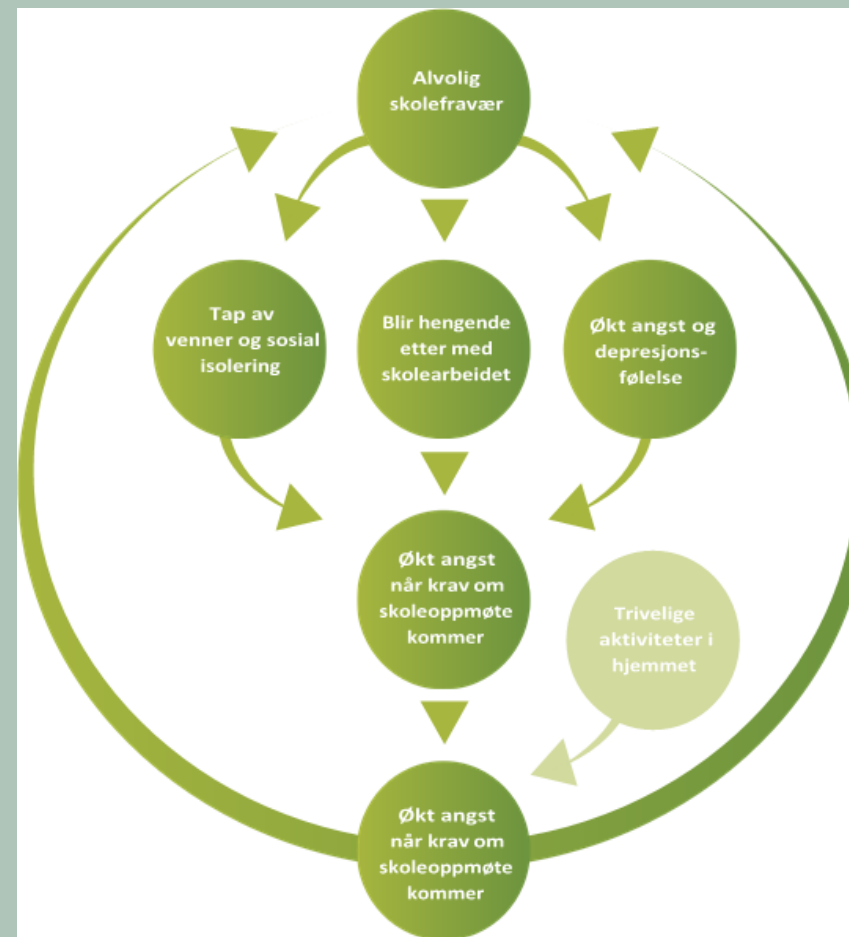 Alvolig
skolefravær
Tap av
venner og sosial
isolering
Blir hengende
etter med
skolearbeidet
Økt angst og
depresjons-
følelse
Økt angst
når krav om
skoleoppmøte
kommer
Trivelige
aktiviteter i
hjemmet
Økt angst
når krav om
skoleoppmøte
kommer